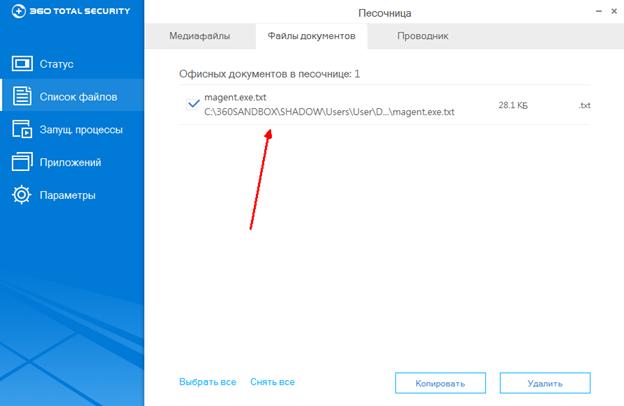 360 TOTAL SECURITY
Песочница
Медиафайлы
Файлы документов
Проводник
Статус
Список файлов
Запущ. процессы
Приложений
Параметры
Офисных документов в песочнице: 1
magent.exe.txt
C:\360SANDBOX\SHADOW\Users\User\D...\magent.exe.txt
28.1 КБ
.txt
Выбрать все
Снять все
Копировать
Удалить